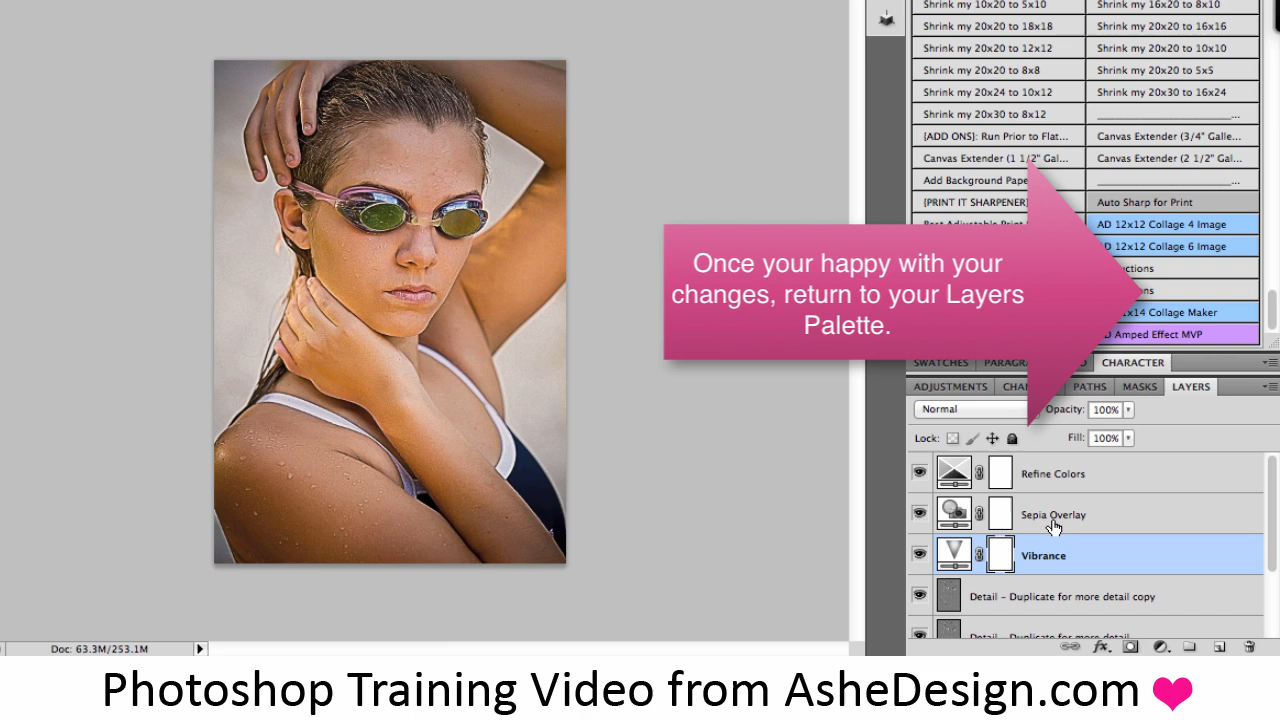 Shrink my 10x20 to 5x10
Shrink my 16x20 to 8x10
Shrink my 20x20 to 18x18
Shrink my 20x20 to 16x16
Shrink my 20x20 to 12x12
Shrink my 20x20 to 10x10
Shrink my 20x20 to 8x8
Shrink my 20x20 to 5x5
Shrink my 20x24 to 10x12
Shrink my 20x30 to 16x24
Shrink my 20x30 to 8x12
[ADD ONS]: Run Prior to Flat...
Canvas Extender (3/4" Galle...
Canvas Extender (1 1/2" Gal...
Canvas Extender (2 1/2" Gal...
Add Background Pape
[PRINT IT SHARPENER]
Auto Sharp for Print
AD 12x12 Collage 4 Image
D 12x12 Collage 6 Image
uctions
ons
1x14 Collage Maker
D Amped Effect MVP
Once your happy with your
changes, return to your Layers
Palette.
SWATCHES PARAGRA CHARACTER
ADJUSTMENTS CHA PATHS MASKS LAYERS
Normal Opacity: 100%
Lock: Fill: 100%
Refine Colors
Sepia Overlay
Vibrance
Detail - Duplicate for more detail copy
Detail - Duplicate for more detail
Doc: 63.3M/253.1M
fx
Photoshop Training Video from AsheDesign.com